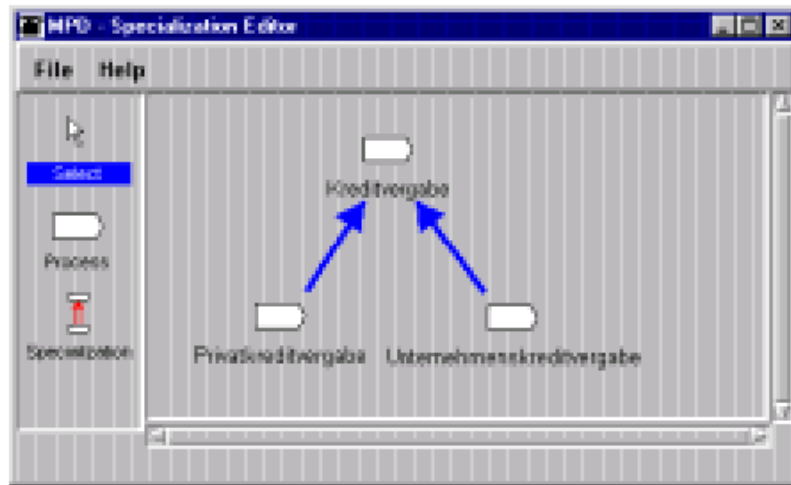 MPD - Specialization Editor
File Help
Select
Process
Specialization
Kreditvergabe
Privatkreditvergabe Unternehmenskreditvergabe